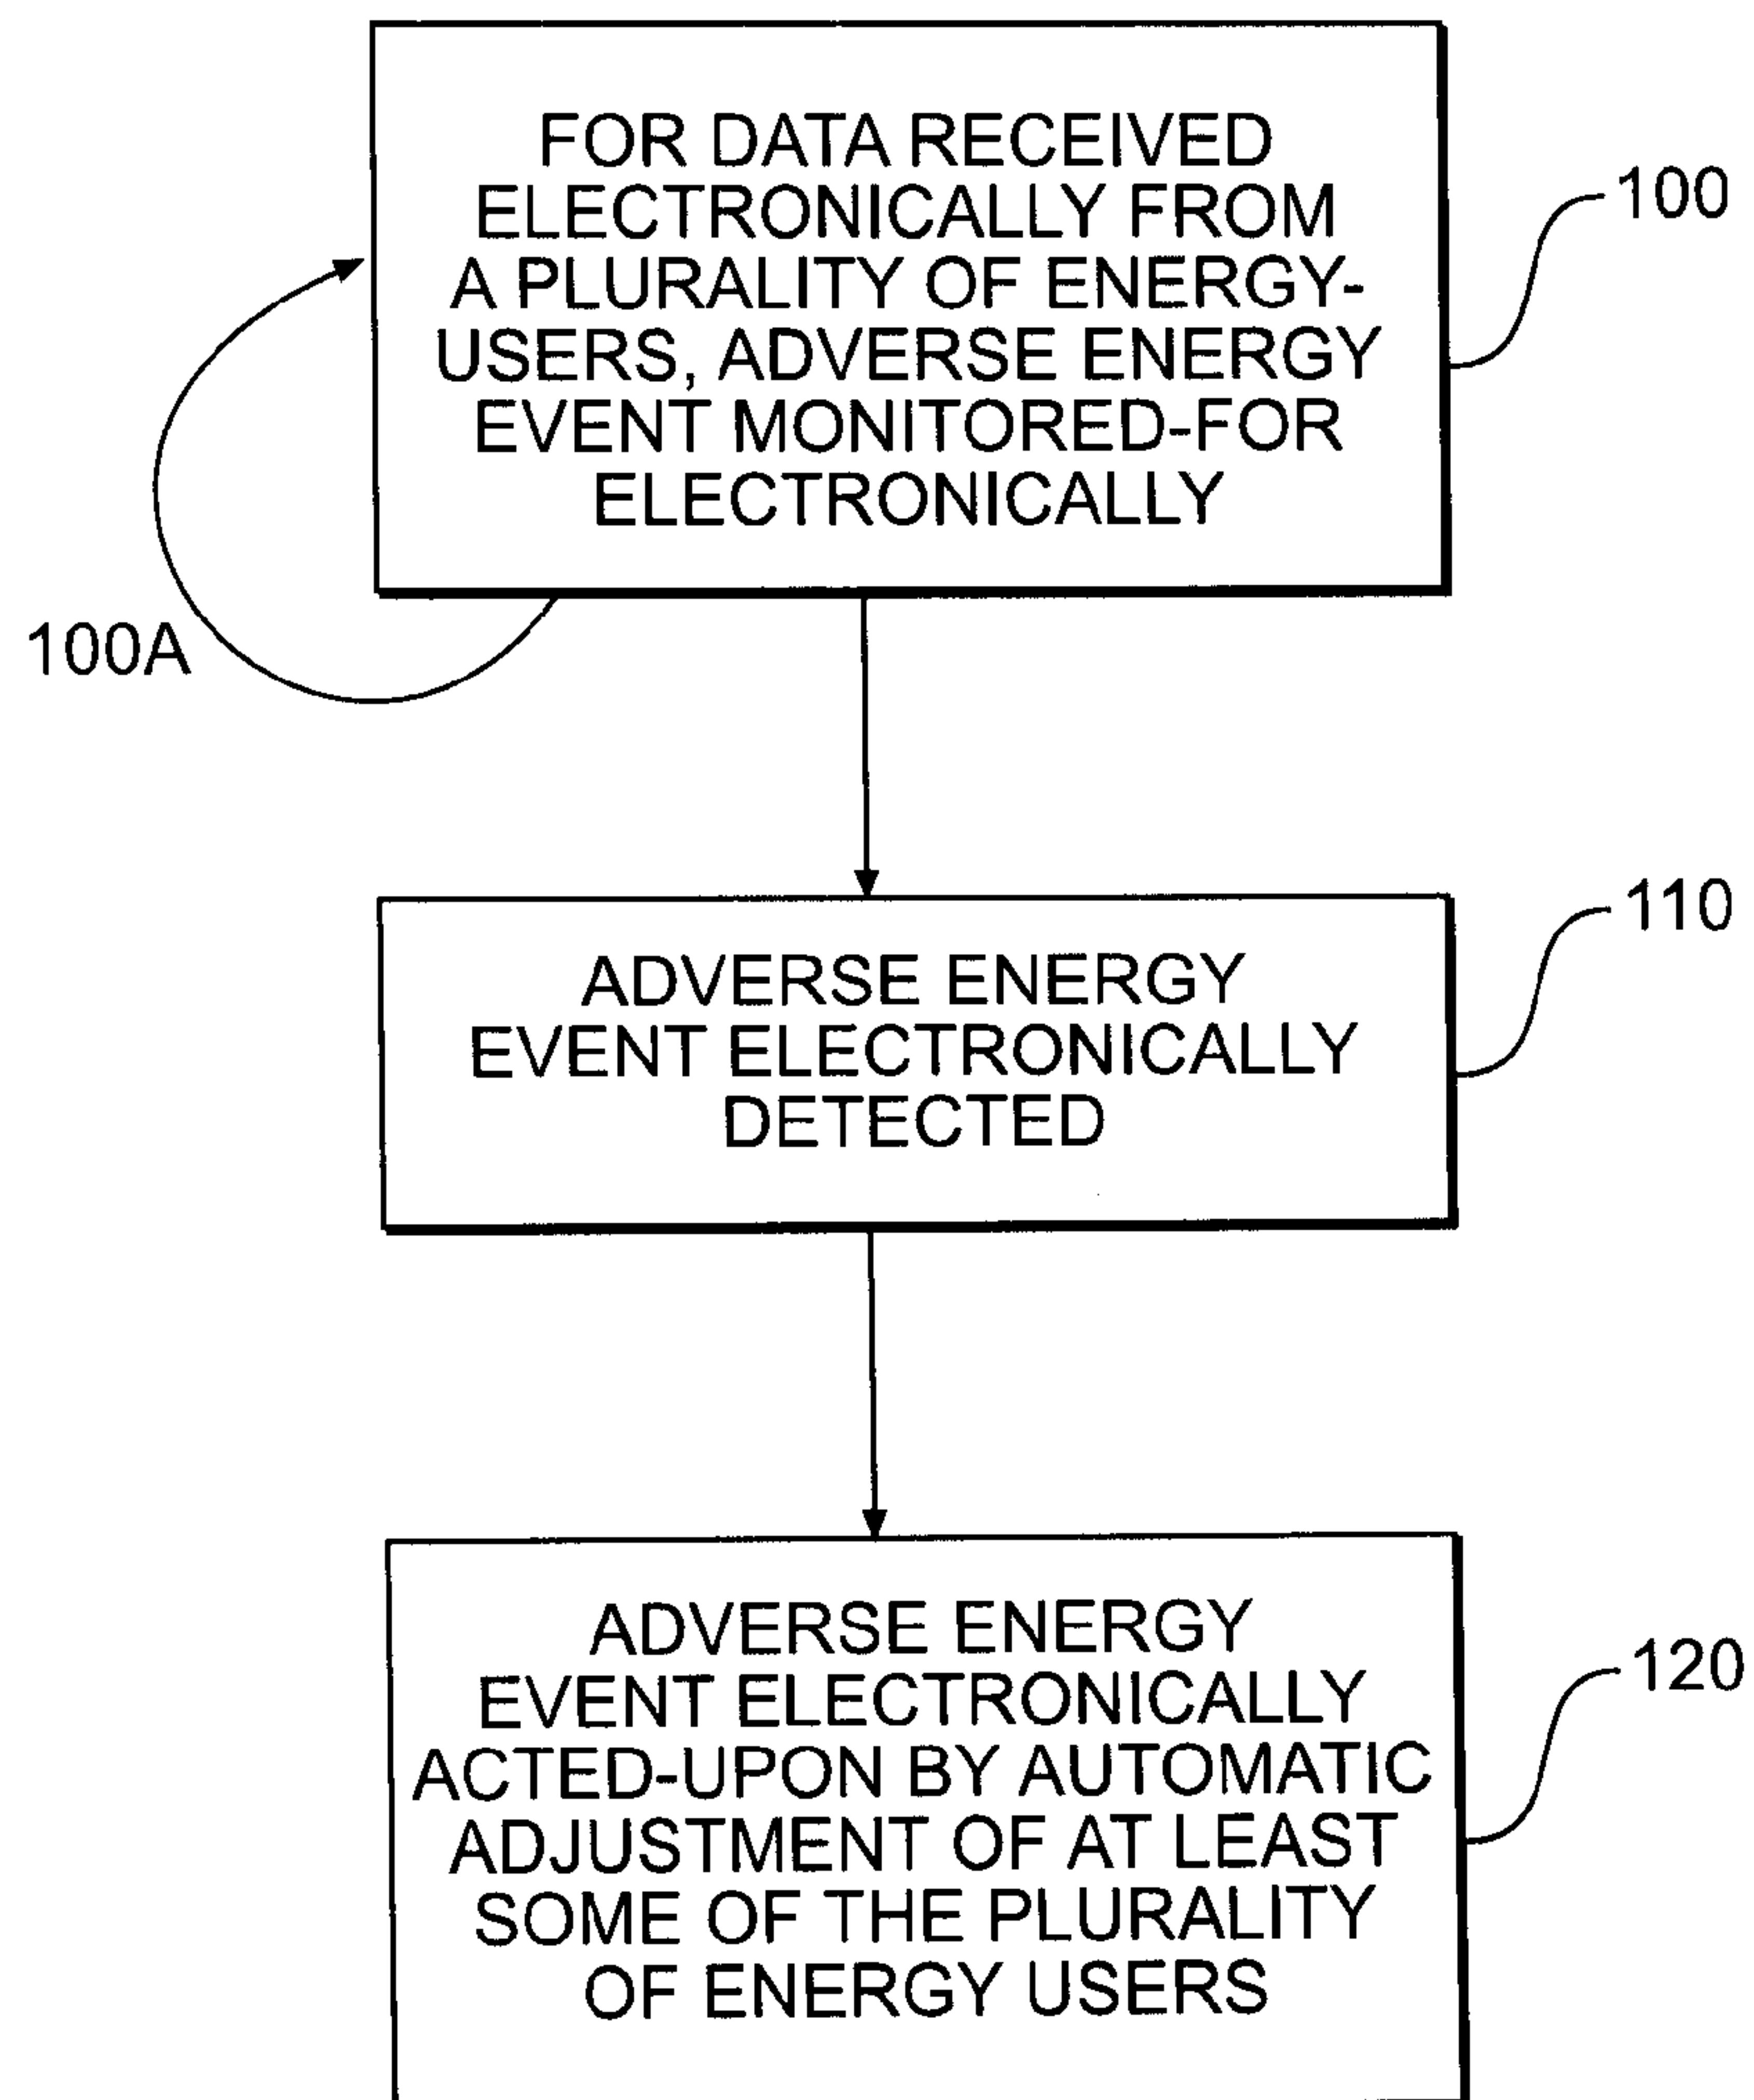 FOR DATA RECEIVED
ELECTRONICALLY FROM
A PLURALITY OF ENERGY-
USERS, ADVERSE ENERGY
EVENT MONITORED-FOR
ELECTRONICALLY
100
100A
ADVERSE ENERGY
EVENT ELECTRONICALLY
DETECTED
110
ADVERSE ENERGY
EVENT ELECTRONICALLY
ACTED-UPON BY AUTOMATIC
ADJUSTMENT OF AT LEAST
SOME OF THE PLURALITY
OF ENERGY USERS
120